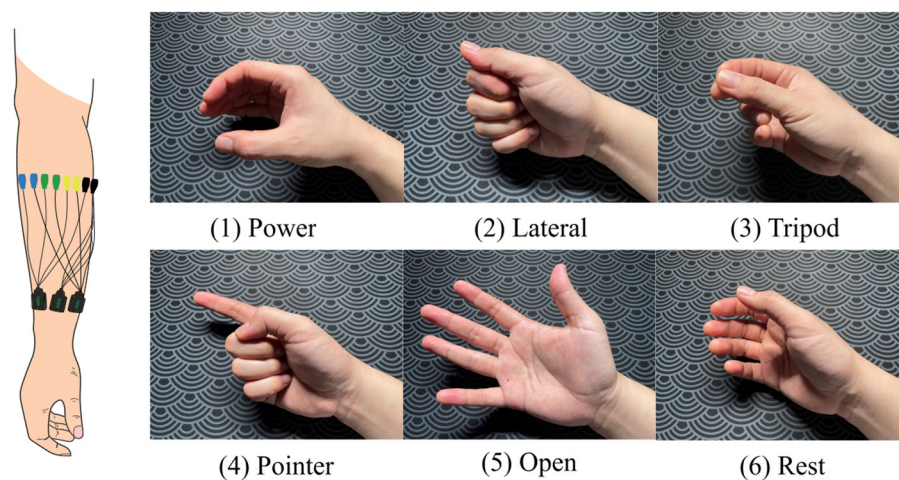 (1) Power
(2) Lateral
(3) Tripod
(4) Pointer
(5) Open
(6) Rest